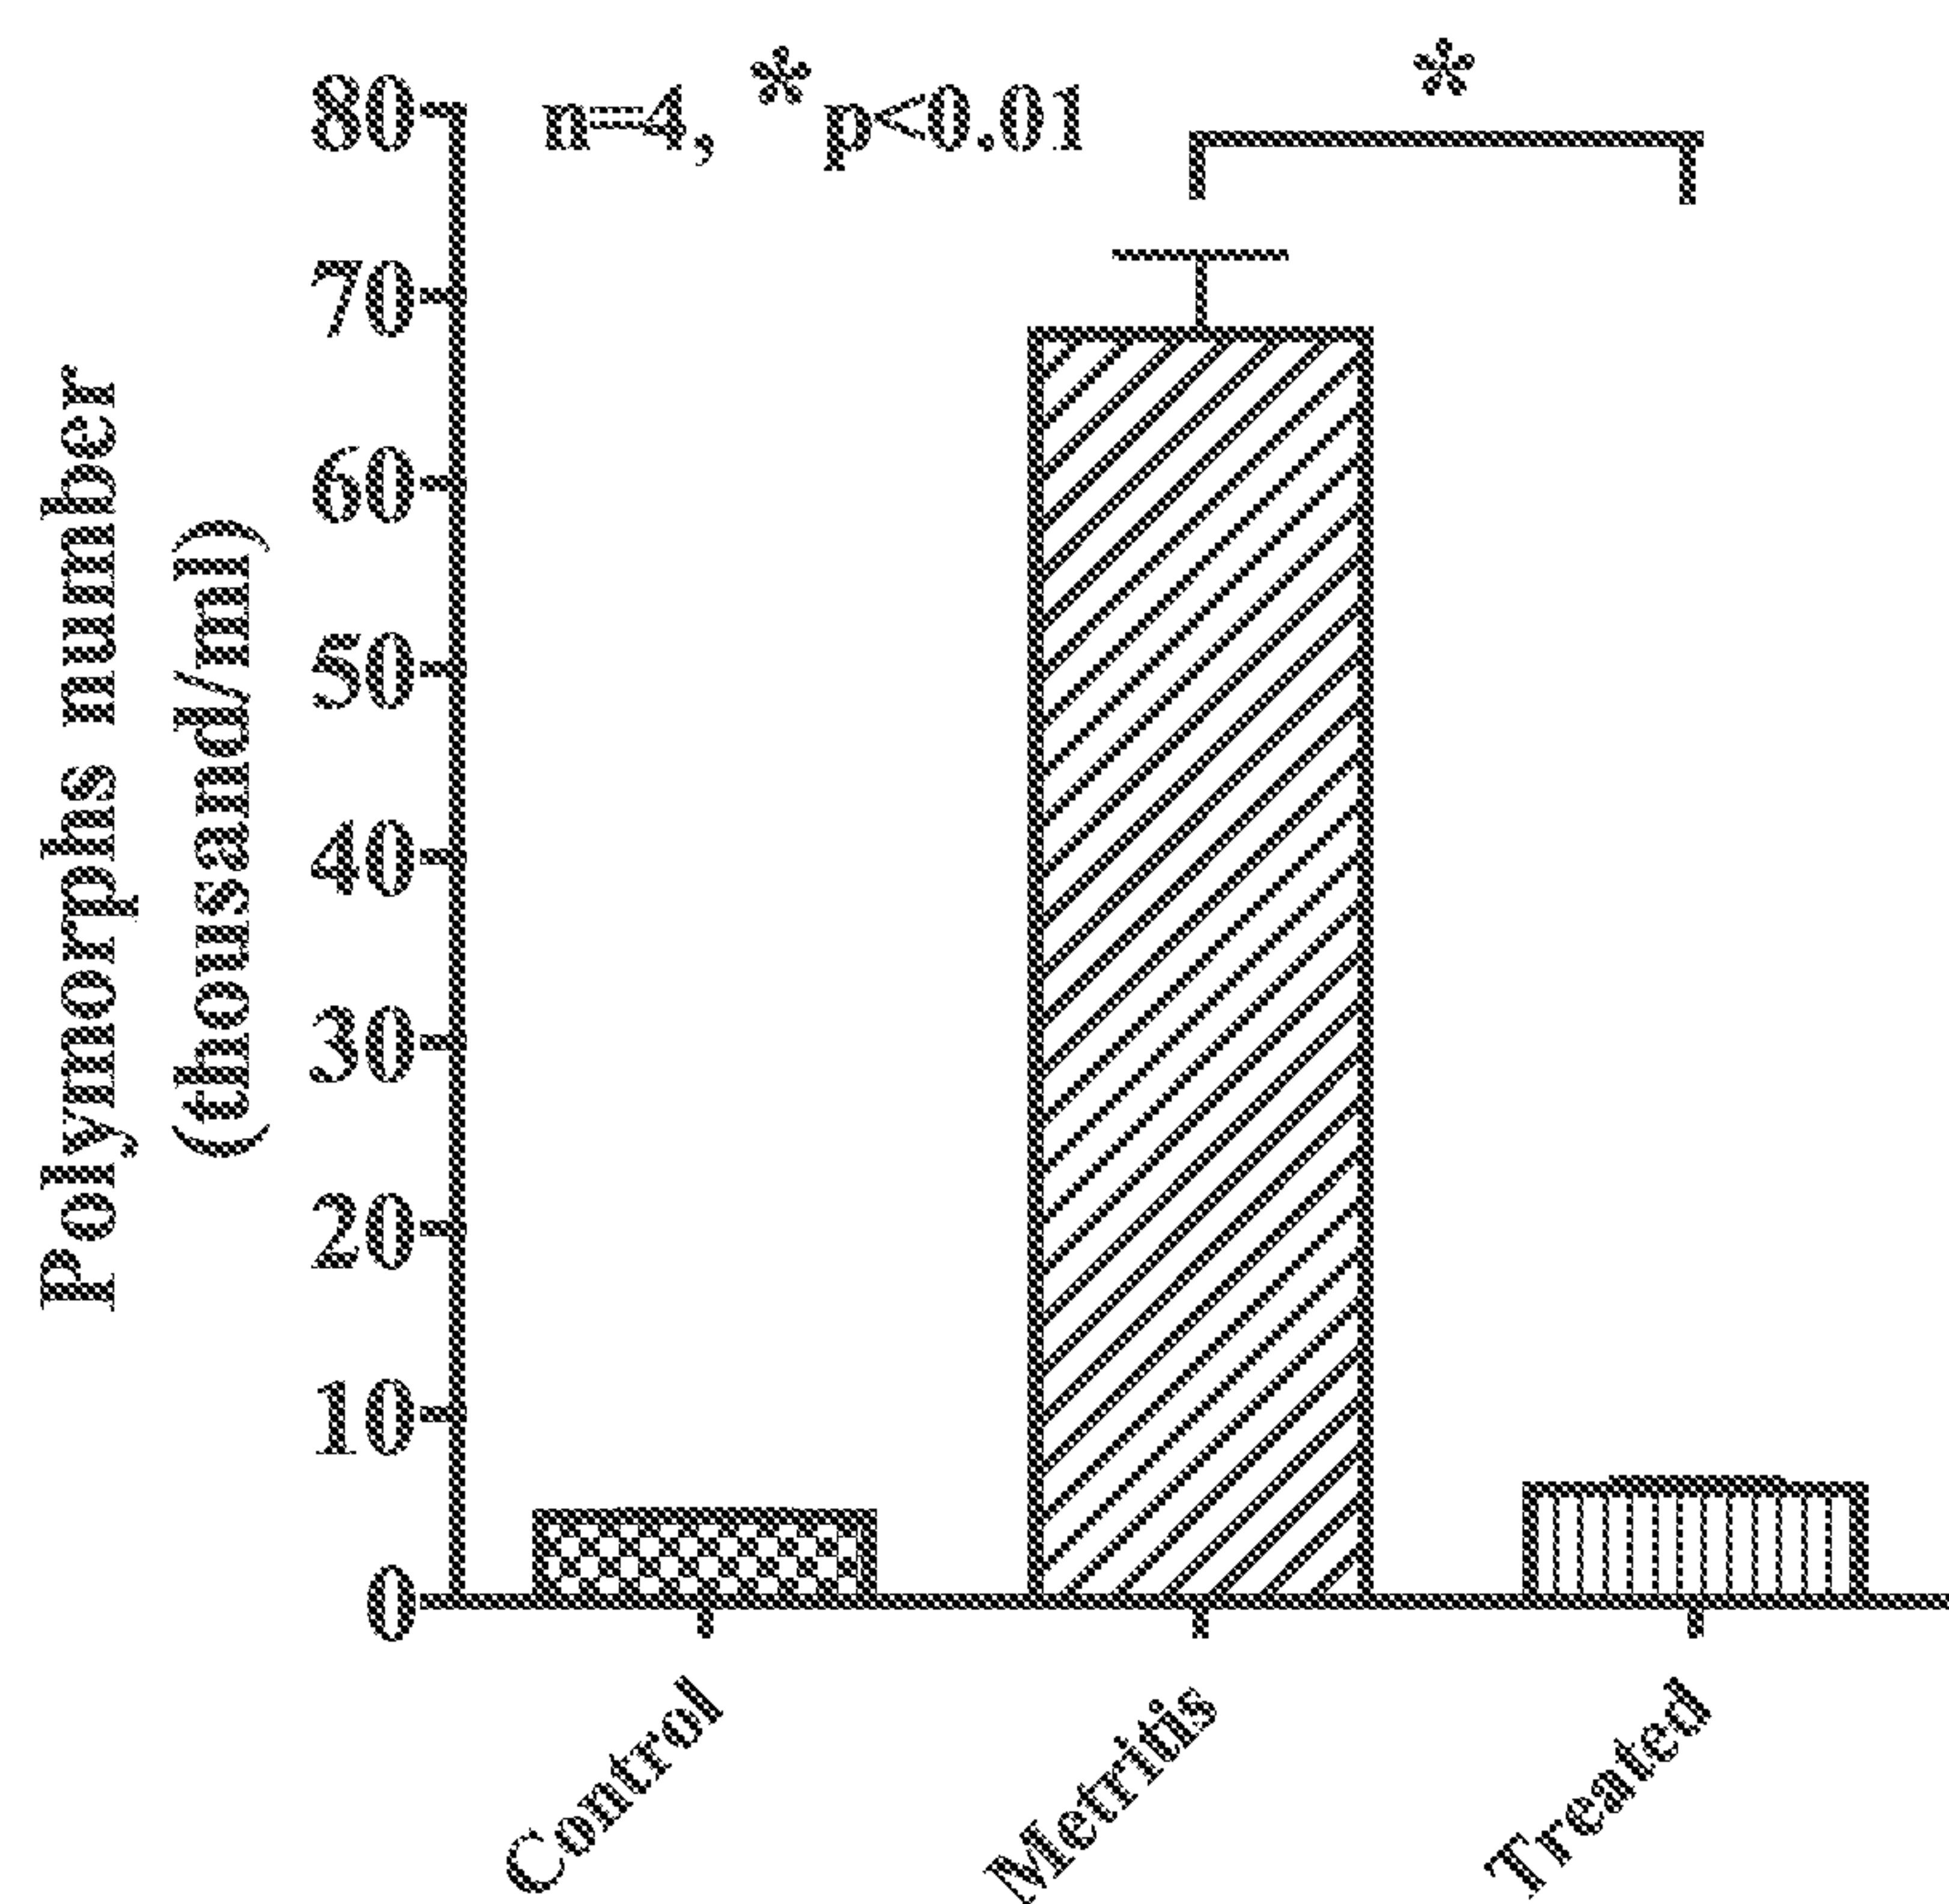 Polymorphs number
(thousand/ml)
80
70
60
50
40
30
20
10
0
n=4, *p<0.01
*
Control
Metritis
Treated